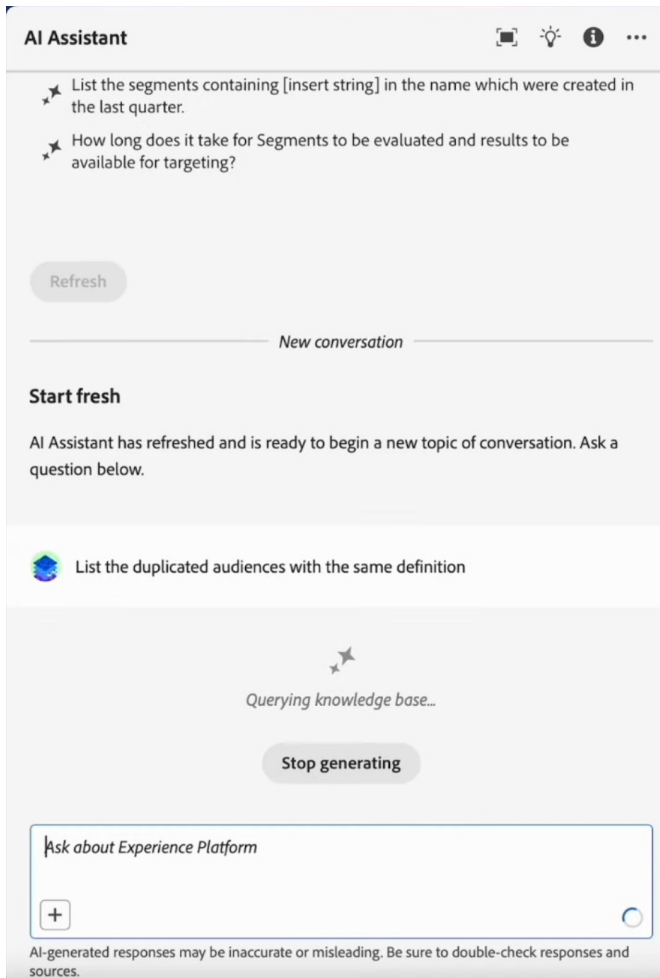 AI Assistant
List the segments containing [insert string] in the name which were created in
the last quarter.
How long does it take for Segments to be evaluated and results to be
available for targeting?
Refresh
New conversation
Start fresh
AI Assistant has refreshed and is ready to begin a new topic of conversation. Ask a
question below.
List the duplicated audiences with the same definition
Querying knowledge base...
Stop generating
Ask about Experience Platform
AI-generated responses may be inaccurate or misleading. Be sure to double-check responses and
sources.